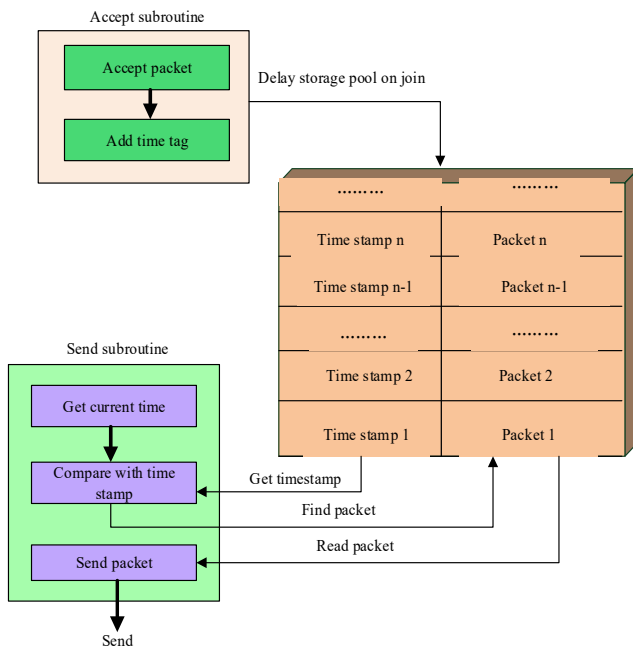 Accept subroutine
Accept packet
Add time tag
Delay storage pool on join
......... .........
Time stamp n Packet n
Time stamp n-1 Packet n-1
......... .........
Time stamp 2 Packet 2
Time stamp 1 Packet 1
Send subroutine
Get current time
Compare with time
stamp
Send packet
Get timestamp
Find packet
Read packet
Send